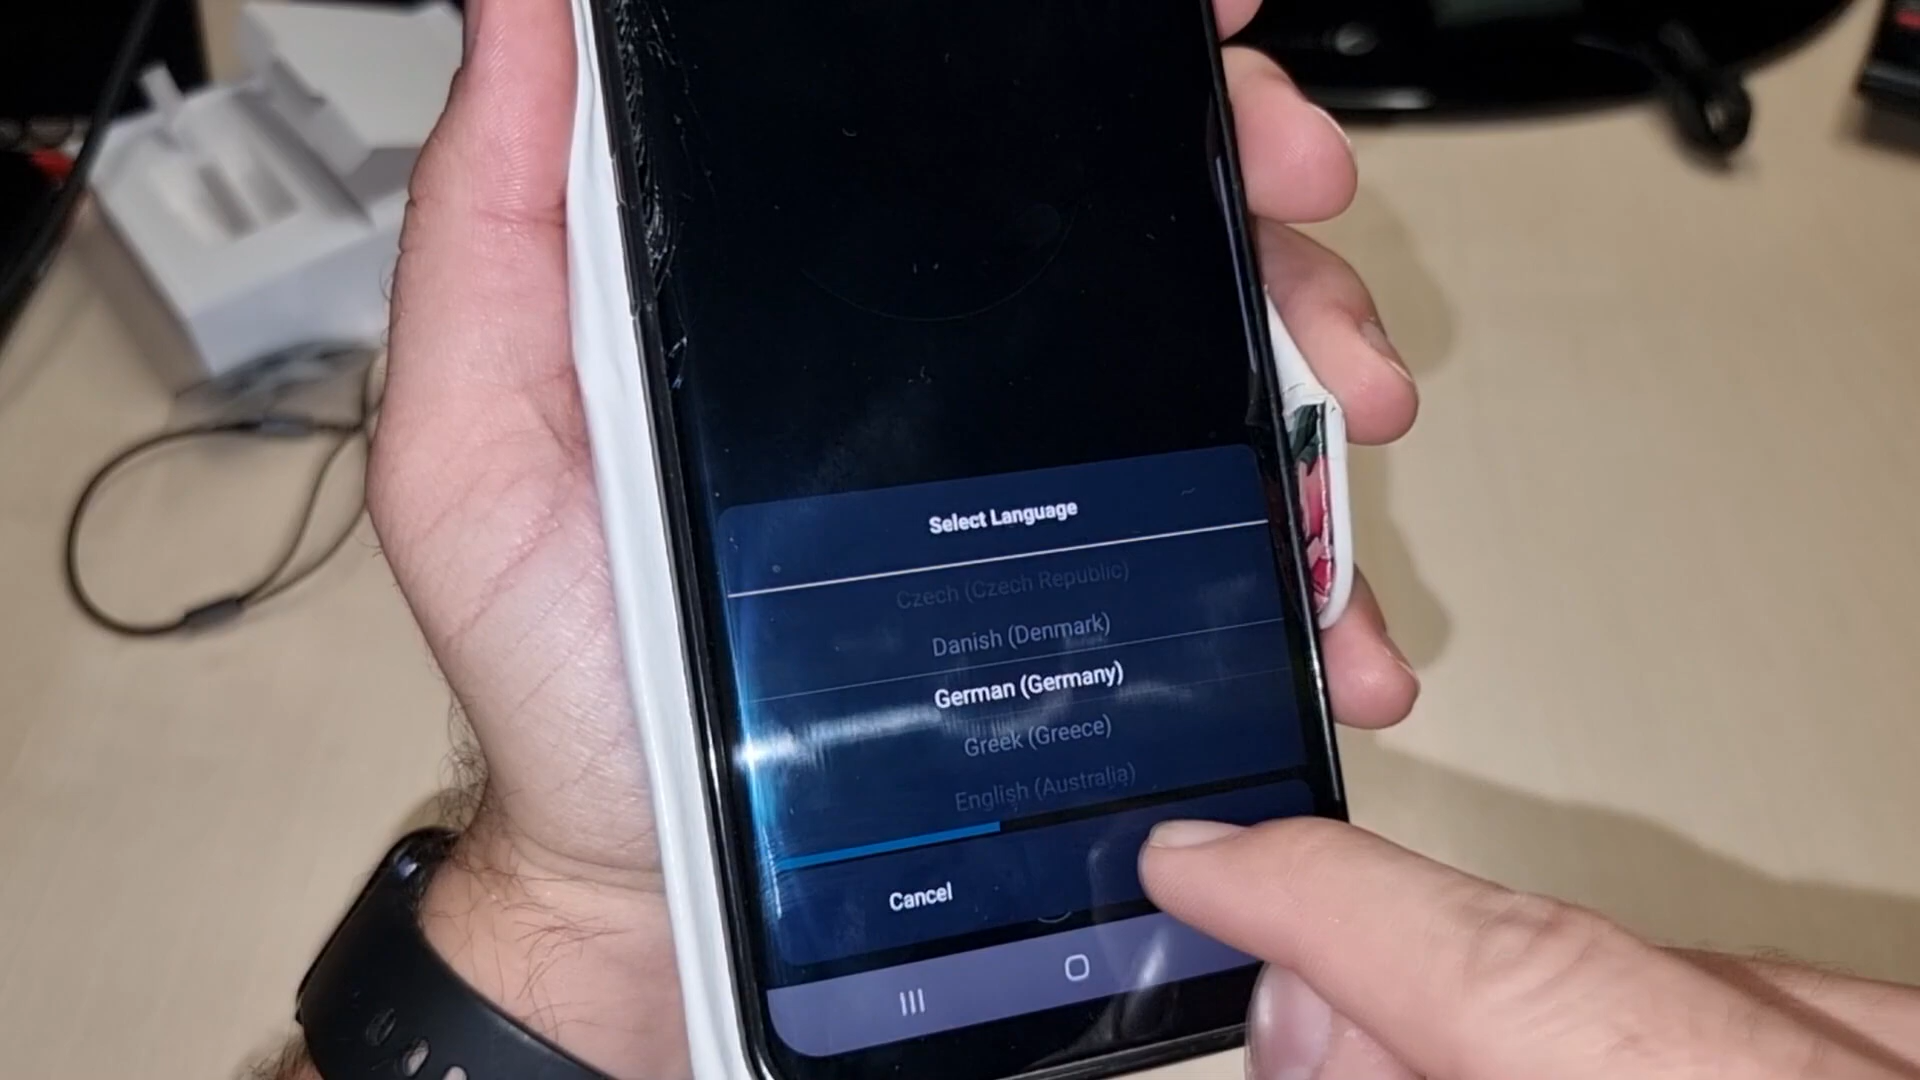 Select Language
Czech (Czech Republic)
Danish (Denmark)
German (Germany)
Greek (Greece)
English (Australia)
Cancel